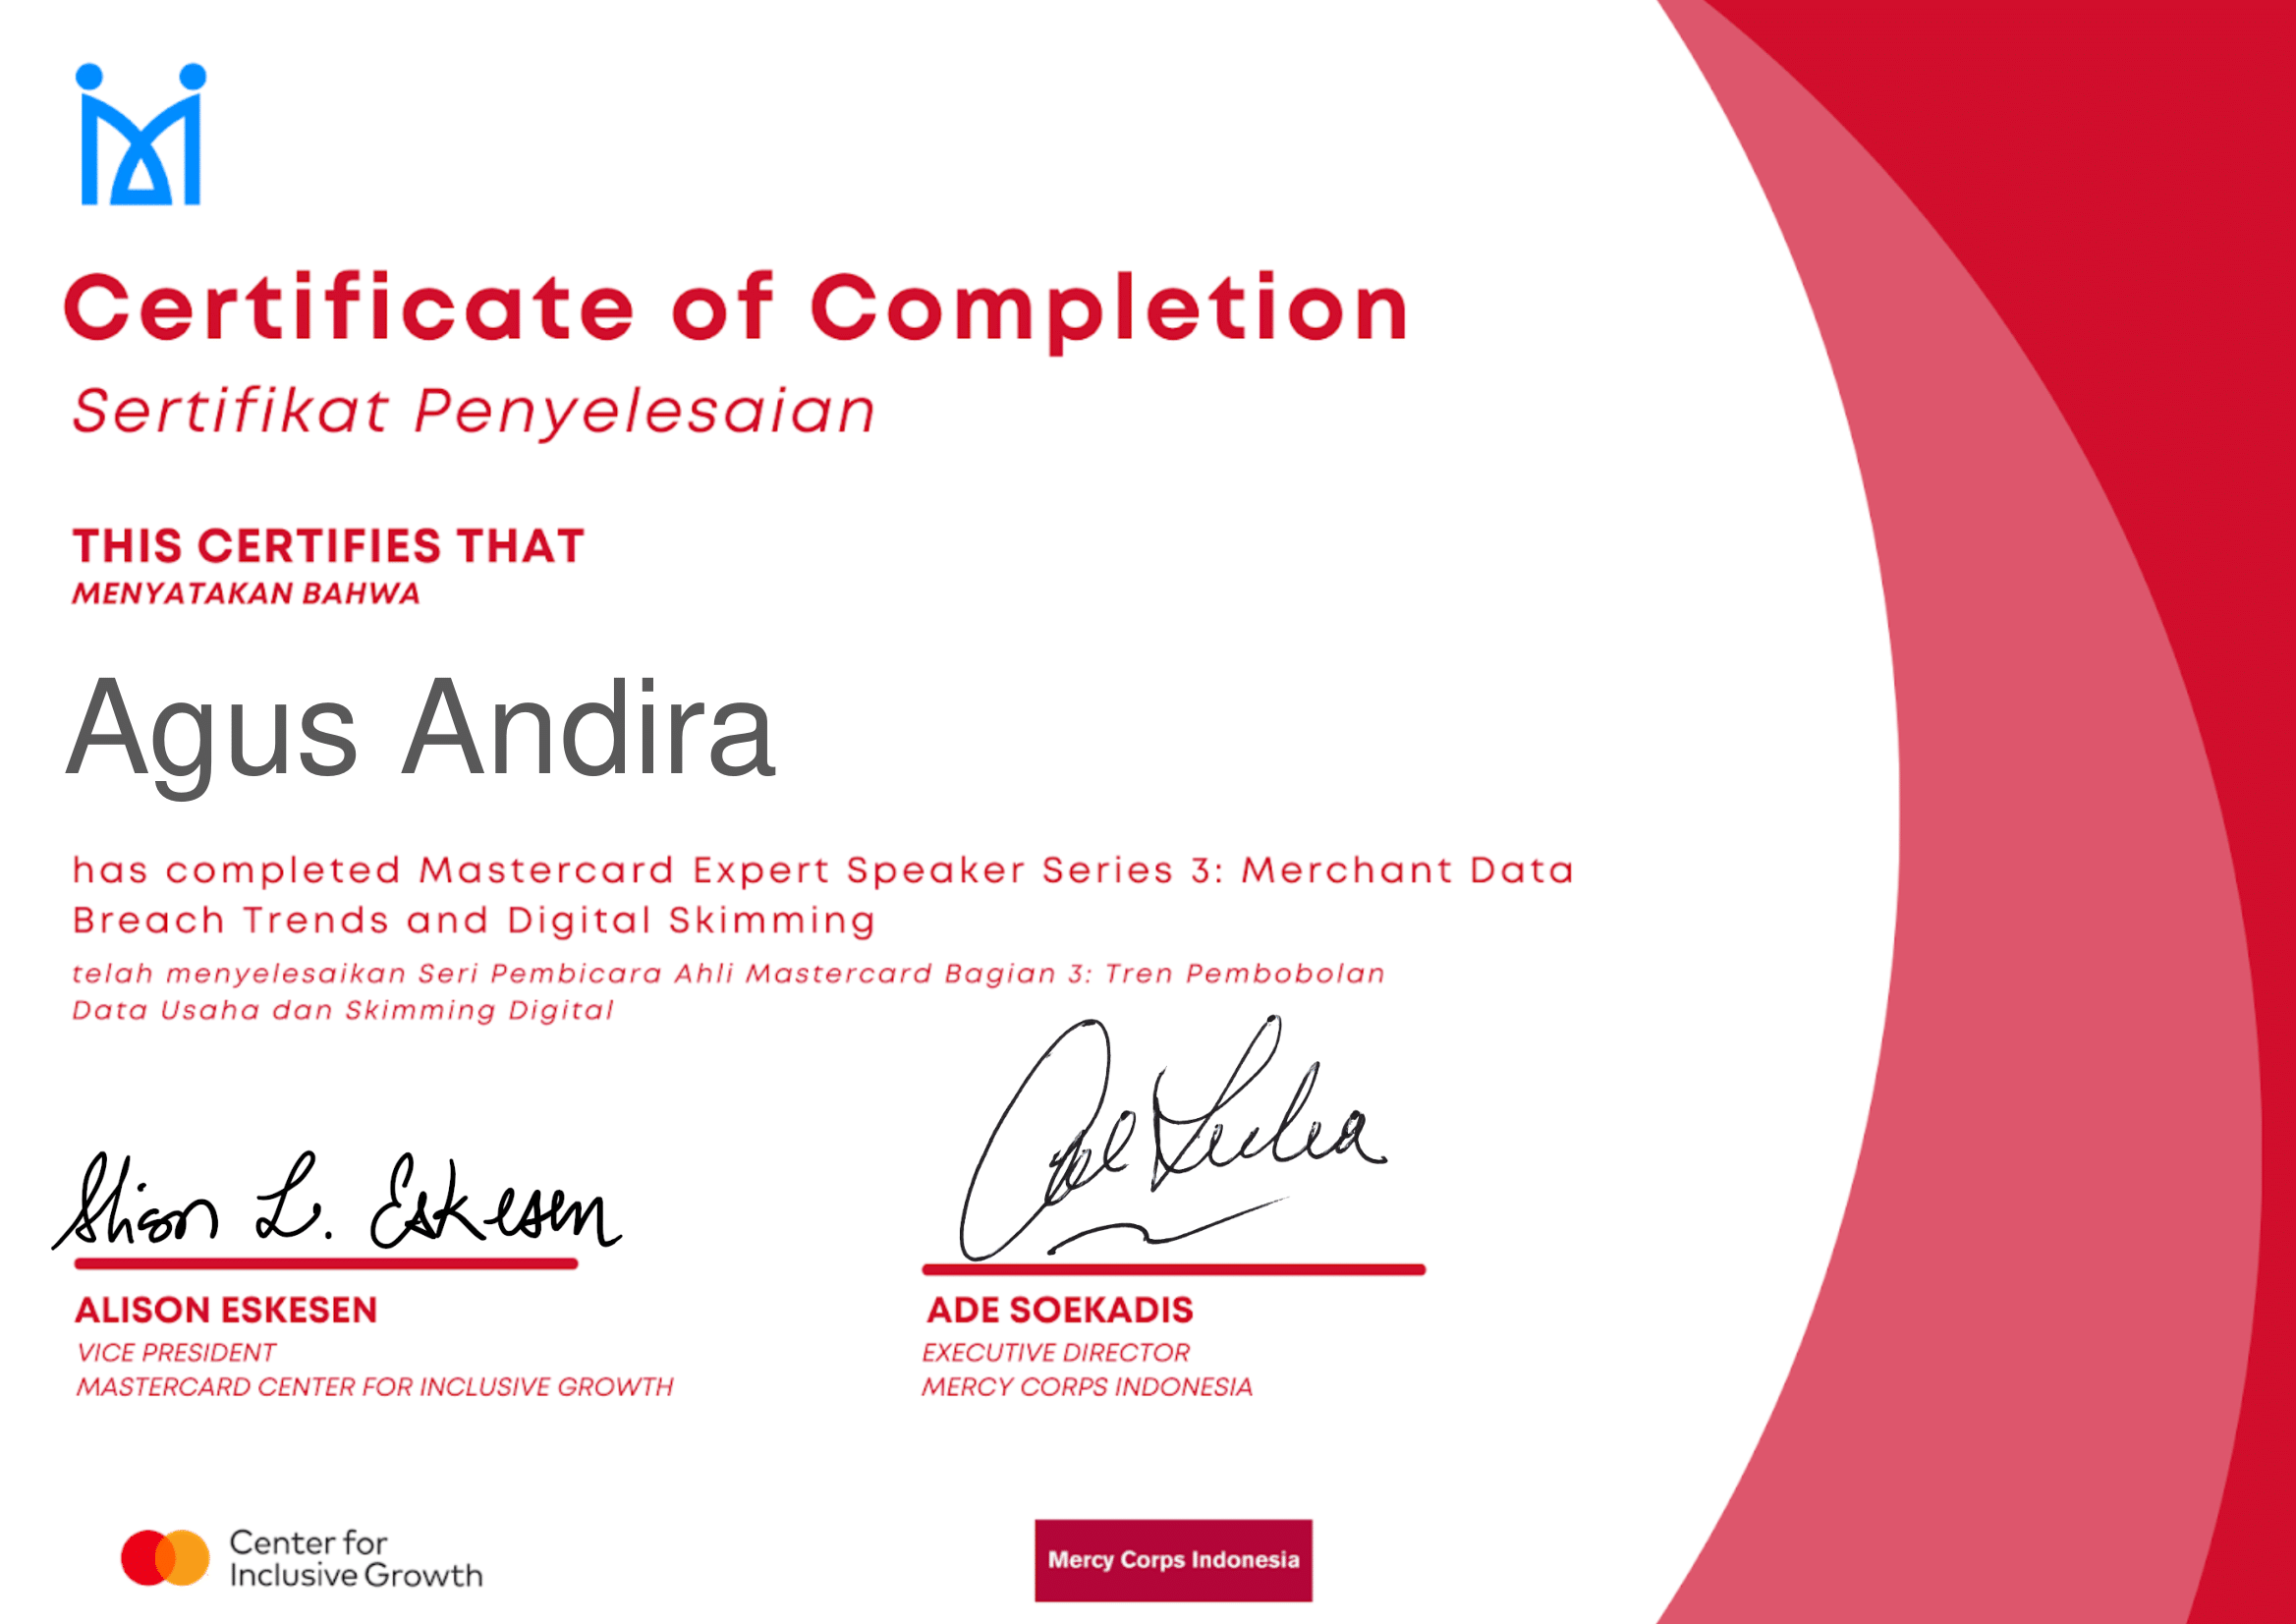 Certificate of Completion
Sertifikat Penyelesaian
THIS CERTIFIES THAT
MENYATAKAN BAHWA
Agus Andira
has completed Mastercard Expert Speaker Series 3: Merchant Data
Breach Trends and Digital Skimming
telah menyelesaikan Seri Pembicara Ahli Mastercard Bagian 3: Tren Pembobolan
Data Usaha dan Skimming Digital
Alison L. Eskesen
ALISON ESKESEN
VICE PRESIDENT
MASTERCARD CENTER FOR INCLUSIVE GROWTH
ADE SOEKADIS
EXECUTIVE DIRECTOR
MERCY CORPS INDONESIA
Center for
Inclusive Growth
Mercy Corps Indonesia